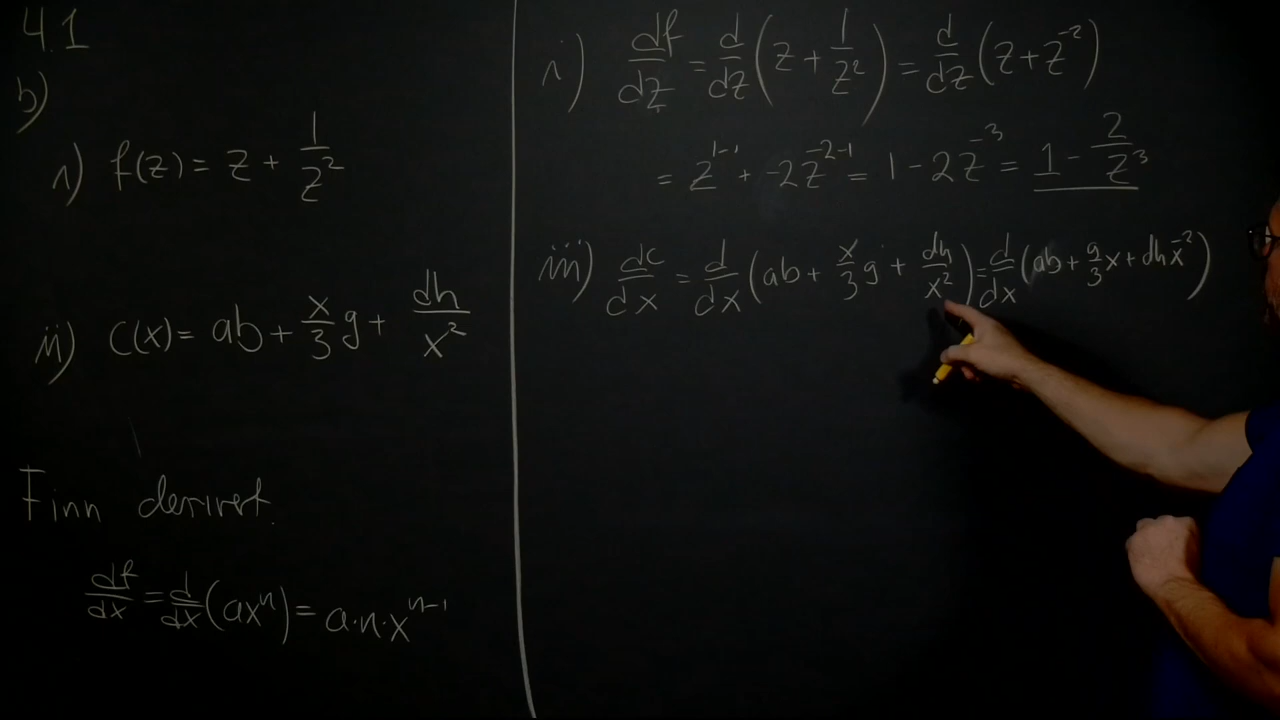 4.1
b)
i) f(z) = z + 1/z²
ii) C(x) = ab + x/3 g + dh/x²
Finn derivert.
df/dx = d/dx (axⁿ) = a·n·xⁿ⁻¹
i) df/dz = d/dz (z + 1/z²) = d/dz (z + z⁻²)
= z¹⁻¹ + -2z⁻²⁻¹ = 1 - 2z⁻³ = 1 - 2/z³
iii) dc/dx = d/dx (ab + x/3 g + dh/x²) = d/dx (ab + g/3 x + dhx⁻²)